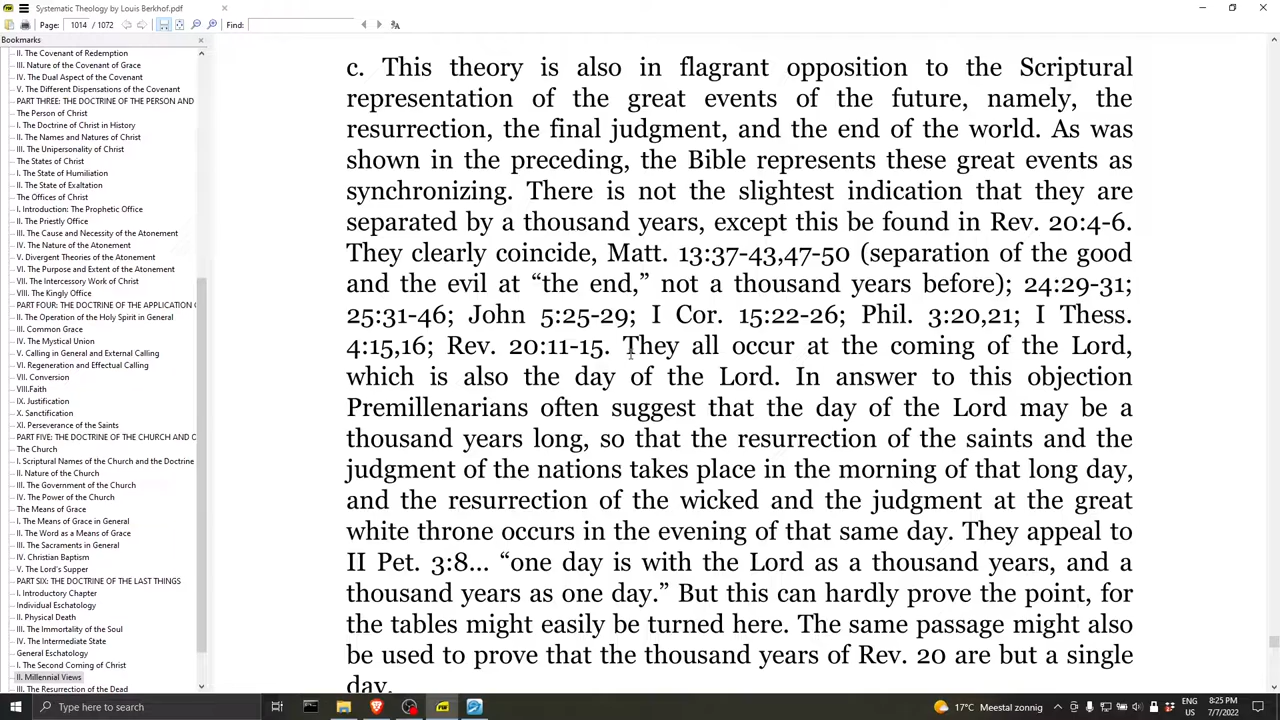 Systematic Theology by Louis Berkhof.pdf
Page: 1014 / 1072
Find:
Bookmarks
II. The Covenant of Redemption
III. Nature of the Covenant of Grace
IV. The Dual Aspect of the Covenant
V. The Different Dispensations of the Covenant
PART THREE: THE DOCTRINE OF THE PERSON AND
The Person of Christ
I. The Doctrine of Christ in History
II. The Names and Natures of Christ
III. The Unipersonality of Christ
The States of Christ
I. The State of Humiliation
II. The State of Exaltation
The Offices of Christ
I. Introduction: The Prophetic Office
II. The Priestly Office
III. The Cause and Necessity of the Atonement
IV. The Nature of the Atonement
V. Divergent Theories of the Atonement
VI. The Purpose and Extent of the Atonement
VII. The Intercessory Work of Christ
VIII. The Kingly Office
PART FOUR: THE DOCTRINE OF THE APPLICATION O
II. The Operation of the Holy Spirit in General
III. Common Grace
IV. The Mystical Union
V. Calling in General and External Calling
VI. Regeneration and Effectual Calling
VII. Conversion
VIII.Faith
IX. Justification
X. Sanctification
XI. Perseverance of the Saints
PART FIVE: THE DOCTRINE OF THE CHURCH AND C
The Church
I. Scriptural Names of the Church and the Doctrine
II. Nature of the Church
III. The Government of the Church
IV. The Power of the Church
The Means of Grace
I. The Means of Grace in General
II. The Word as a Means of Grace
III. The Sacraments in General
IV. Christian Baptism
V. The Lord's Supper
PART SIX: THE DOCTRINE OF THE LAST THINGS
I. Introductory Chapter
Individual Eschatology
II. Physical Death
III. The Immortality of the Soul
IV. The Intermediate State
General Eschatology
I. The Second Coming of Christ
II. Millennial Views
III. The Resurrection of the Dead
c. This theory is also in flagrant opposition to the Scriptural
representation of the great events of the future, namely, the
resurrection, the final judgment, and the end of the world. As was
shown in the preceding, the Bible represents these great events as
synchronizing. There is not the slightest indication that they are
separated by a thousand years, except this be found in Rev. 20:4-6.
They clearly coincide, Matt. 13:37-43,47-50 (separation of the good
and the evil at “the end,” not a thousand years before); 24:29-31;
25:31-46; John 5:25-29; I Cor. 15:22-26; Phil. 3:20,21; I Thess.
4:15,16; Rev. 20:11-15. They all occur at the coming of the Lord,
which is also the day of the Lord. In answer to this objection
Premillenarians often suggest that the day of the Lord may be a
thousand years long, so that the resurrection of the saints and the
judgment of the nations takes place in the morning of that long day,
and the resurrection of the wicked and the judgment at the great
white throne occurs in the evening of that same day. They appeal to
II Pet. 3:8... “one day is with the Lord as a thousand years, and a
thousand years as one day.” But this can hardly prove the point, for
the tables might easily be turned here. The same passage might also
be used to prove that the thousand years of Rev. 20 are but a single
day.
Type here to search
17°C Meestal zonnig
ENG
US
8:25 PM
7/7/2022